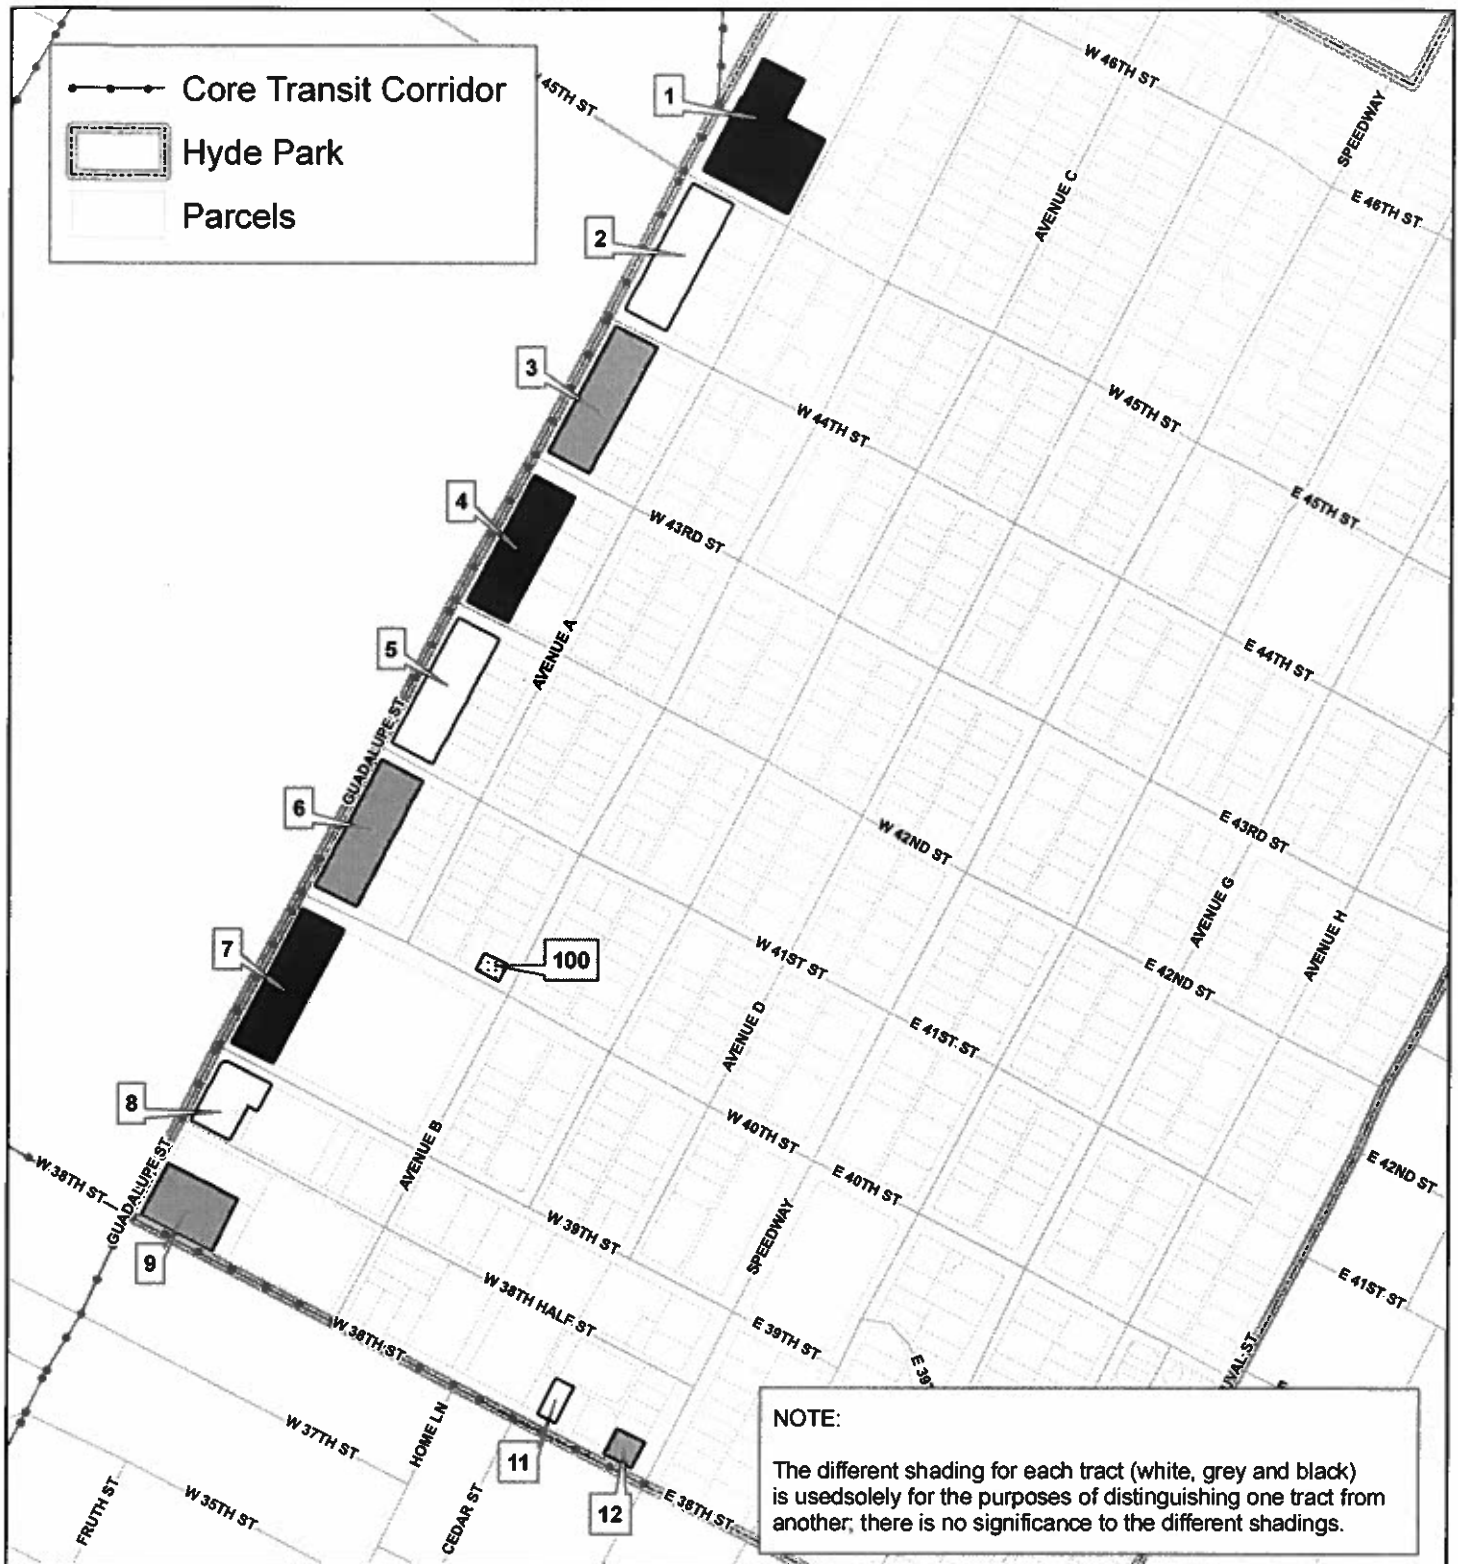 Core Transit Corridor
Hyde Park
Parcels
45TH ST
1
W 46TH ST
SPEEDWAY
E 46TH ST
AVENUE C
2
3
W 45TH ST
W 44TH ST
E 45TH ST
4
W 43RD ST
E 44TH ST
5
AVENUE A
GUADALUPE ST
6
W 42ND ST
E 43RD ST
AVENUE G
AVENUE H
7
100
W 41ST ST
E 42ND ST
AVENUE D
E 41ST ST
8
W 40TH ST
E 40TH ST
AVENUE B
W 38TH ST
GUADALUPE ST
E 42ND ST
9
W 39TH ST
SPEEDWAY
E 41ST ST
W 38TH HALF ST
E 39TH ST
W 38TH ST
E 39
UVAL ST
E
W 37TH ST
HOME LN
11
12
E 38TH ST
FRUTH ST
W 35TH ST
CEDAR ST
NOTE:
The different shading for each tract (white, grey and black)
is usedsolely for the purposes of distinguishing one tract from
another; there is no significance to the different shadings.